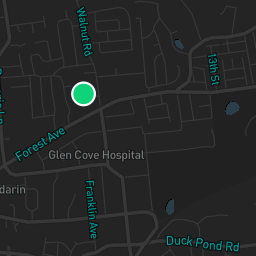 Walnut Rd
13th St
Forest Ave
Glen Cove Hospital
darin
Franklin Ave
Duck Pond Rd